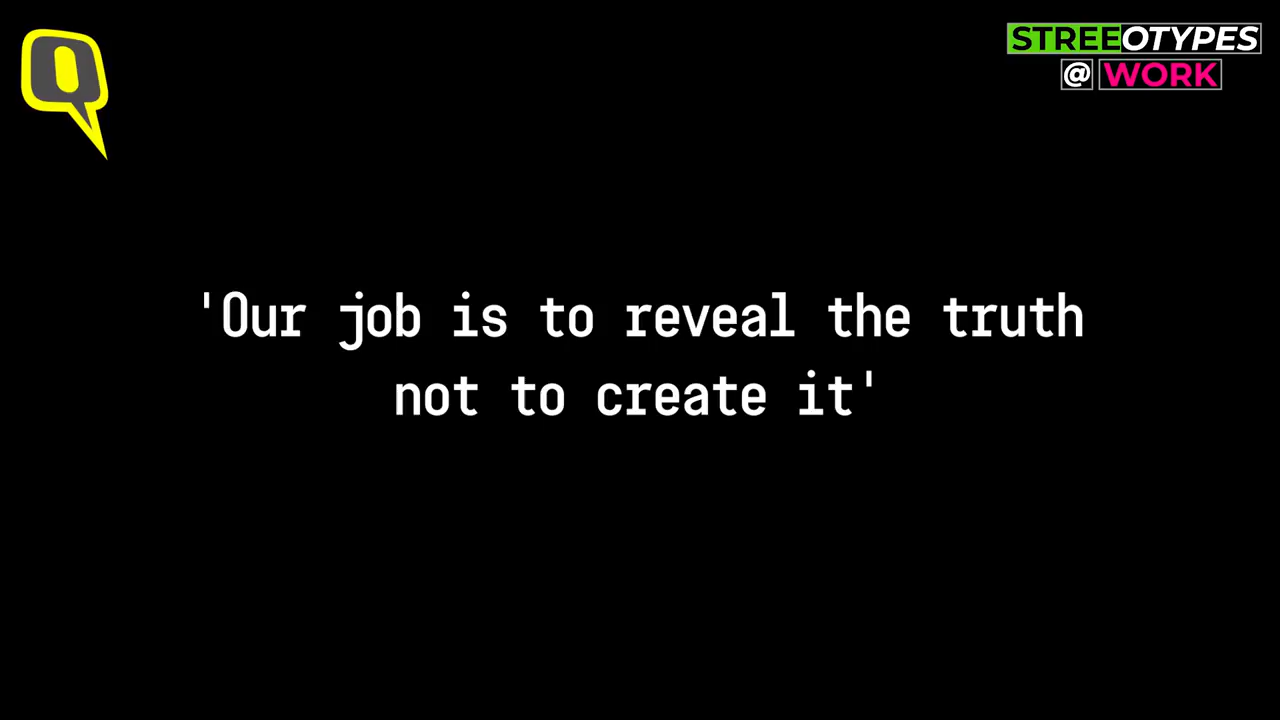 STREEOTYPES
@ WORK
'Our job is to reveal the truth
not to create it'